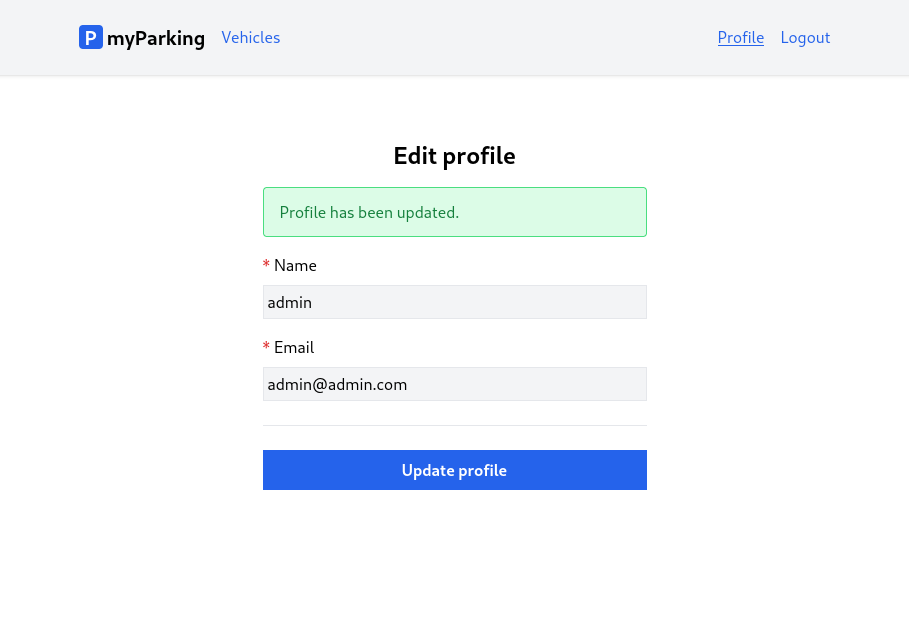 P myParking Vehicles Profile Logout
Edit profile
Profile has been updated.
* Name
admin
* Email
admin@admin.com
Update profile